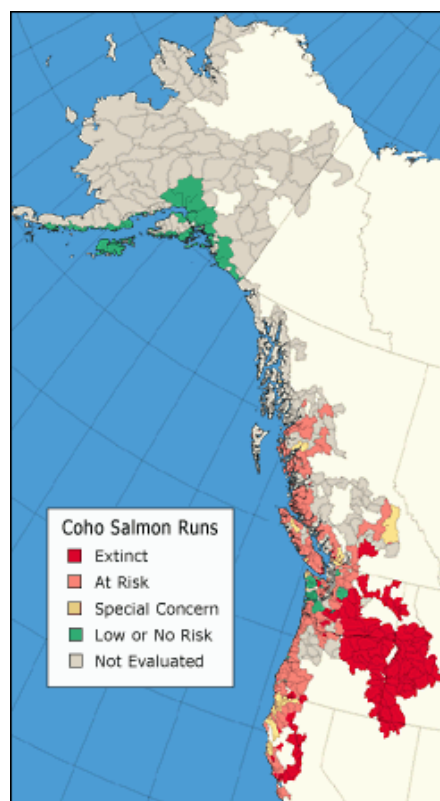 Coho Salmon Runs
Extinct
At Risk
Special Concern
Low or No Risk
Not Evaluated